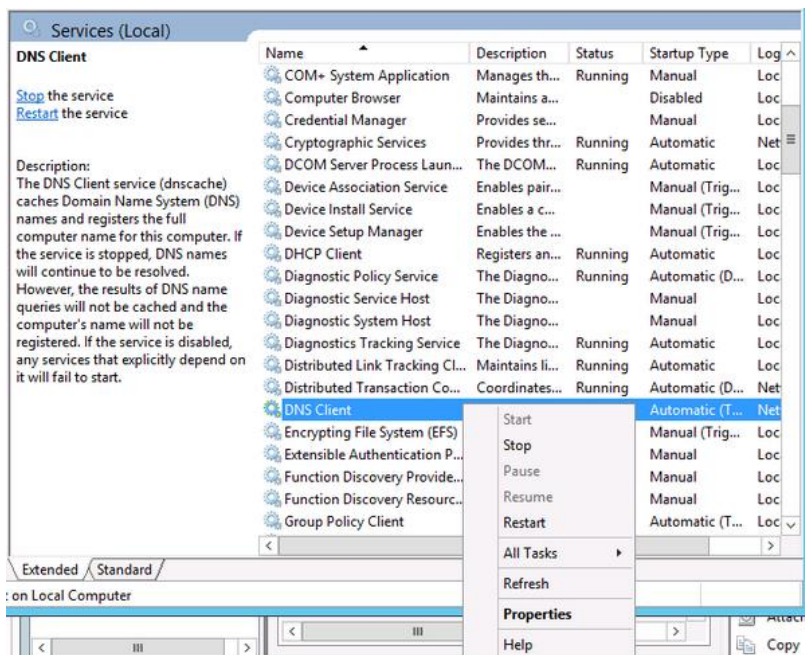 Services (Local)
DNS Client
Stop the service
Restart the service
Description:
The DNS Client service (dnscache)
caches Domain Name System (DNS)
names and registers the full
computer name for this computer. If
the service is stopped, DNS names
will continue to be resolved.
However, the results of DNS name
queries will not be cached and the
computer's name will not be
registered. If the service is disabled,
any services that explicitly depend on
it will fail to start.
Name Description Status Startup Type Log
COM+ System Application Manages th... Running Manual Loc
Computer Browser Maintains a... Disabled Loc
Credential Manager Provides se... Manual Loc
Cryptographic Services Provides thr... Running Automatic Net
DCOM Server Process Laun... The DCOM... Running Automatic Loc
Device Association Service Enables pair... Manual (Trig... Loc
Device Install Service Enables a c... Manual (Trig... Loc
Device Setup Manager Enables the ... Manual (Trig... Loc
DHCP Client Registers an... Running Automatic Loc
Diagnostic Policy Service The Diagno... Running Automatic (D... Loc
Diagnostic Service Host The Diagno... Manual Loc
Diagnostic System Host The Diagno... Manual Loc
Diagnostics Tracking Service The Diagno... Running Automatic Loc
Distributed Link Tracking Cl... Maintains li... Running Automatic Loc
Distributed Transaction Co... Coordinates... Running Automatic (D... Net
DNS Client Automatic (T... Net
Encrypting File System (EFS) Manual (Trig... Loc
Extensible Authentication P... Manual Loc
Function Discovery Provide... Manual Loc
Function Discovery Resourc... Manual Loc
Group Policy Client Automatic (T... Loc
Start
Stop
Pause
Resume
Restart
All Tasks
Refresh
Properties
Help
Extended Standard
on Local Computer
Attach
Copy